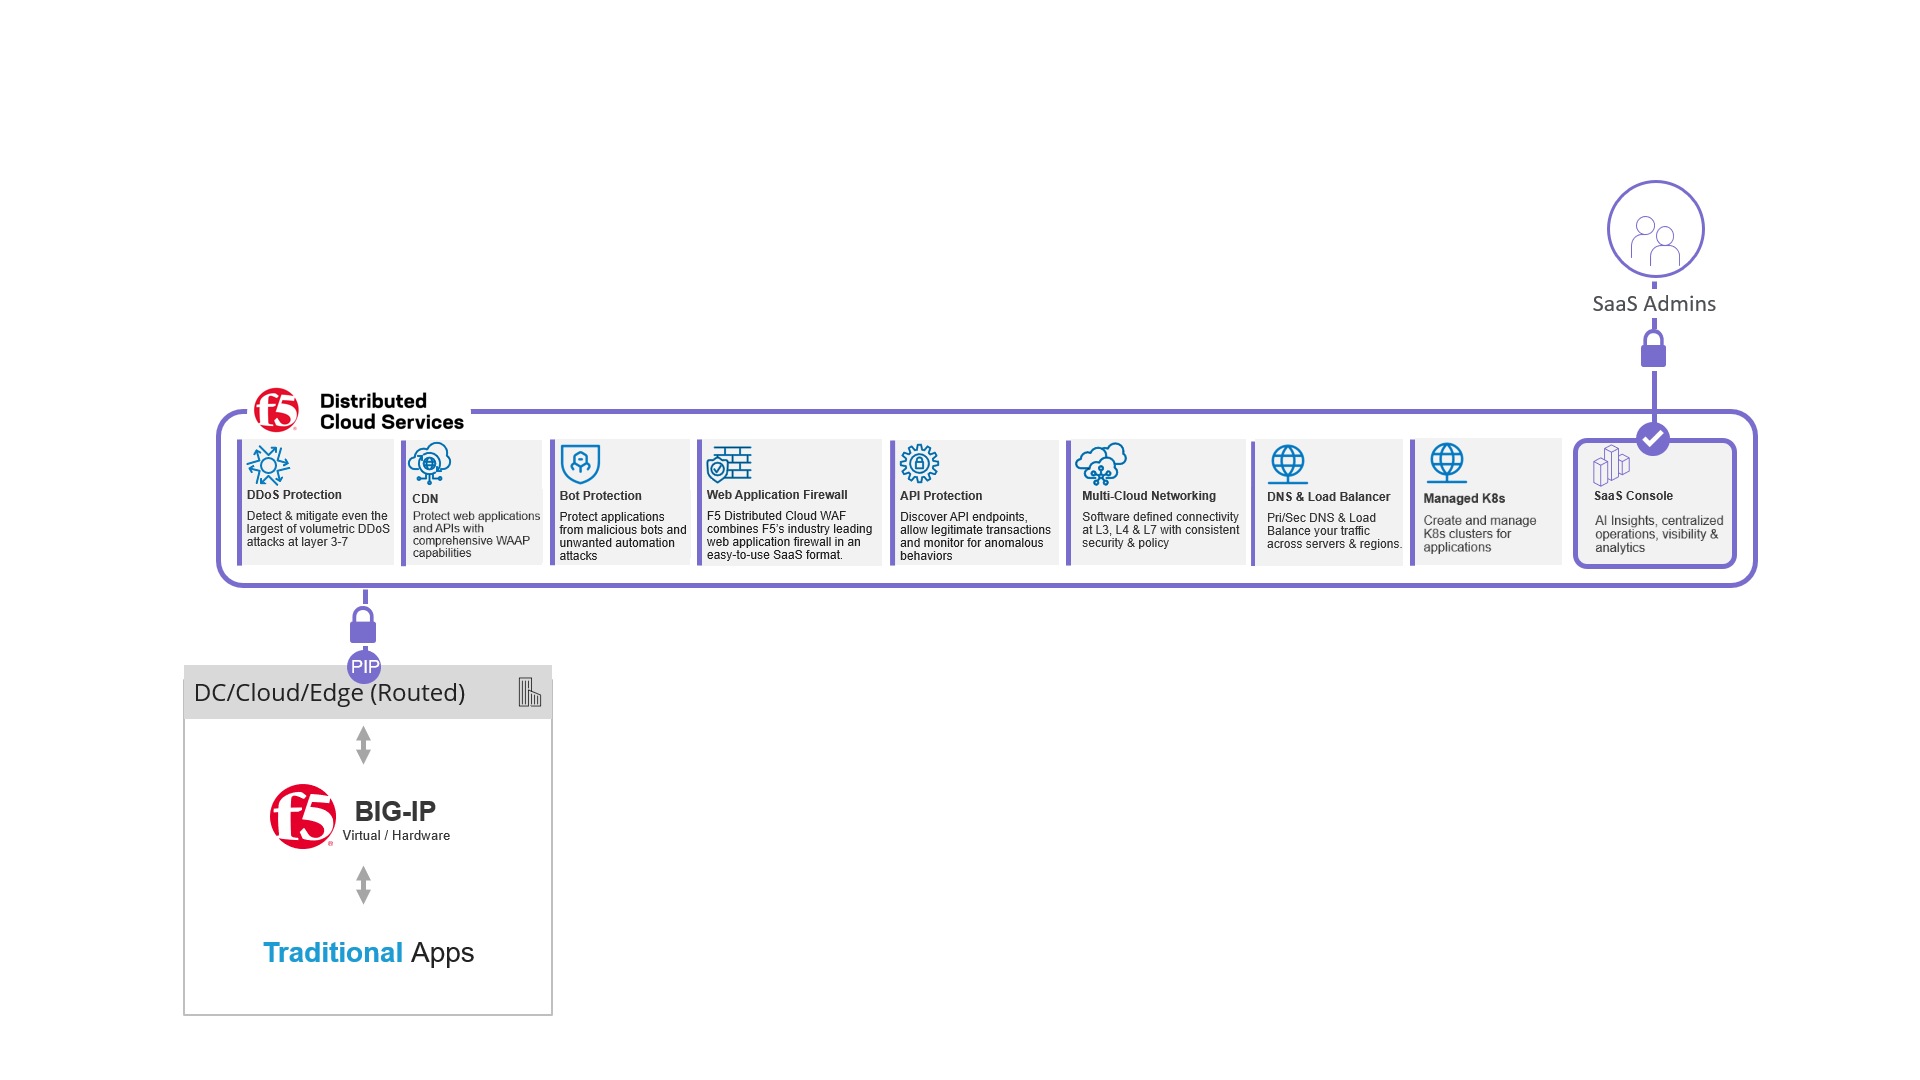 SaaS Admins
f5
Distributed
Cloud Services
DDoS Protection
Detect & mitigate even the
largest of volumetric DDoS
attacks at layer 3-7
CDN
Protect web applications
and APIs with
comprehensive WAAP
capabilities
Bot Protection
Protect applications
from malicious bots and
unwanted automation
attacks
Web Application Firewall
F5 Distributed Cloud WAF
combines F5's industry leading
web application firewall in an
easy-to-use SaaS format.
API Protection
Discover API endpoints,
allow legitimate transactions
and monitor for anomalous
behaviors
Multi-Cloud Networking
Software defined connectivity
at L3, L4 & L7 with consistent
security & policy
DNS & Load Balancer
Pri/Sec DNS & Load
Balance your traffic
across servers & regions.
Managed K8s
Create and manage
K8s clusters for
applications
SaaS Console
AI Insights, centralized
operations, visibility &
analytics
PIP
DC/Cloud/Edge (Routed)
f5
BIG-IP
Virtual / Hardware
Traditional Apps